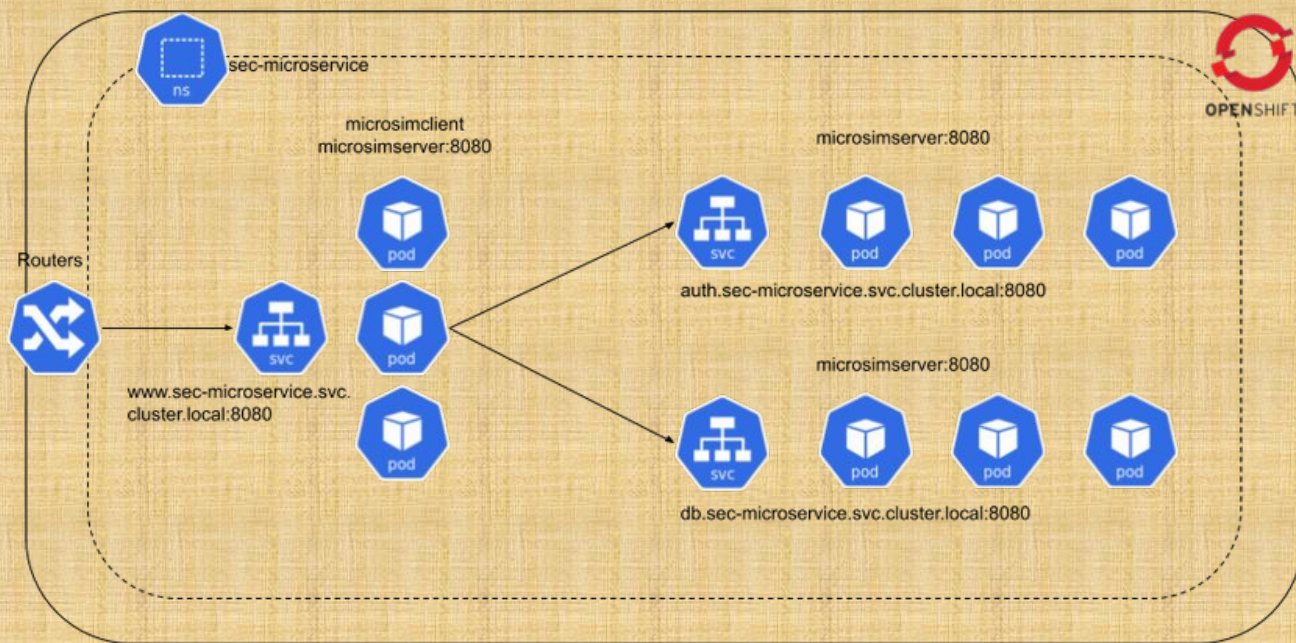 sec-microservice
ns
OPENSHIFT
microsimclient
microsimserver:8080
microsimserver:8080
pod
svc
pod
pod
pod
auth.sec-microservice.svc.cluster.local:8080
Routers
svc
pod
www.sec-microservice.svc.
cluster.local:8080
microsimserver:8080
pod
svc
pod
pod
pod
db.sec-microservice.svc.cluster.local:8080